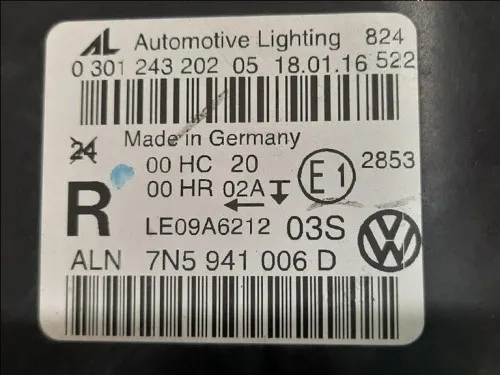 AL Automotive Lighting 824
0 301 243 202 05 18.01.16 522
Made in Germany
24
00 HC 20
00 HR 02A
E1 2853
R
LE09A6212 03S
ALN 7N5 941 006 D